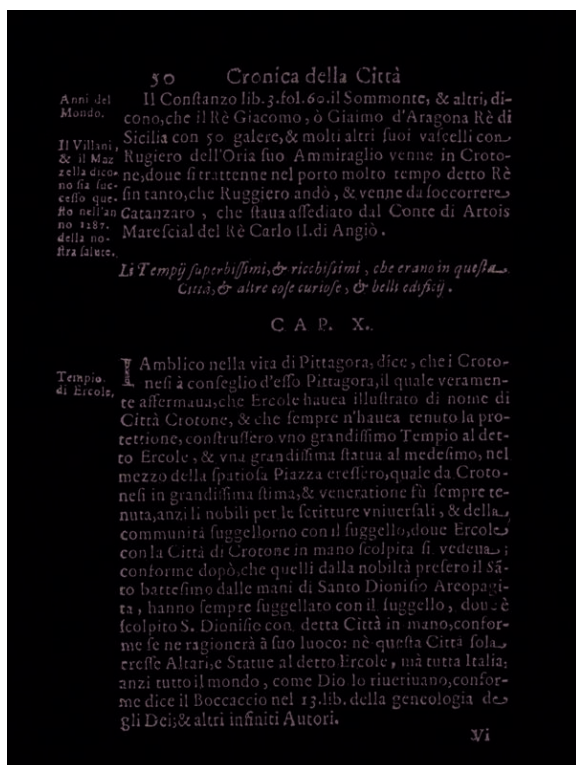 50 Cronica della Città
Anni del
Mondo.
Il Conſtanzo lib. 3. fol. 60. il Sommonte, & altri, di-
cono, che il Rè Giacomo, ò Giaimo d'Aragona Rè di
Sicilia con 50 galere, & molti altri ſuoi vaſcelli con
Rugiero dell'Oria ſuo Ammiraglio venne in Croto-
ne, doue ſi trattenne nel porto molto tempo detto Rè
ſin tanto, che Ruggiero andò, & venne da ſoccorrere
Catanzaro, che ſtaua aſſediato dal Conte di Artois
Mareſcial del Rè Carlo II. di Angiò.
Il Villani,
& il Maz
zella dico-
no ſia ſuc-
ceſſo que-
ſto nell'an
no 1287.
della no-
ſtra ſalute.
Li Tempij ſuperbiſſimi, & ricchiſſimi, che erano in queſta
Città, & altre coſe curioſe, & belli edificij.
CAP. X.
Tempio
di Ercole.
IAmblico nella vita di Pittagora, dice, che i Croto-
neſi à conſeglio d'eſſo Pittagora, il quale veramen-
te affermaua, che Ercole hauea illuſtrato di nome di
Città Crotone, & che ſempre n'hauea tenuto la pro-
tettione, conſtruſſero vno grandiſſimo Tempio al det-
to Ercole, & vna grandiſſima ſtatua al medeſimo, nel
mezzo della ſpatioſa Piazza ereſſero, quale da Croto-
neſi in grandiſſima ſtima, & veneratione fù ſempre te-
nuta, anzi li nobili per le ſcritture vniuerſali, & della
communità ſuggellorno con il ſuggello, doue Ercole
con la Città di Crotone in mano ſcolpita ſi vedeua;
conforme dopò, che quelli dalla nobiltà preſero il Sã-
to batteſimo dalle mani di Santo Dioniſio Areopagi-
ta, hanno ſempre ſuggellato con il ſuggello, dou'è
ſcolpito S. Dioniſio con detta Città in mano, confor-
me ſe ne ragionerà à ſuo luoco: nè queſta Città ſola
ereſſe Altari, e Statue al detto Ercole, mà tutta Italia;
anzi tutto il mondo, come Dio lo riueriuano, confor-
me dice il Boccaccio nel 13. lib. della geneologia de
gli Dei; & altri infiniti Autori.
Vi